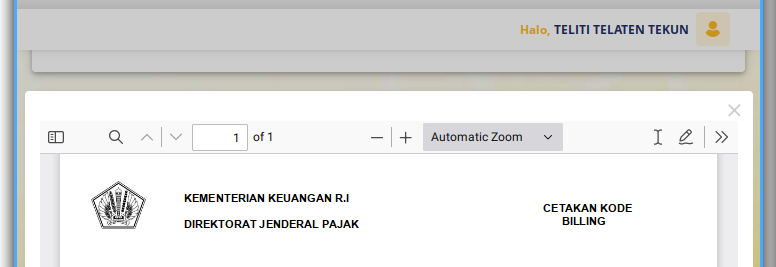 Halo, TELITI TELATEN TEKUN
1 of 1
Automatic Zoom
KEMENTERIAN KEUANGAN R.I
DIREKTORAT JENDERAL PAJAK
CETAKAN KODE
BILLING